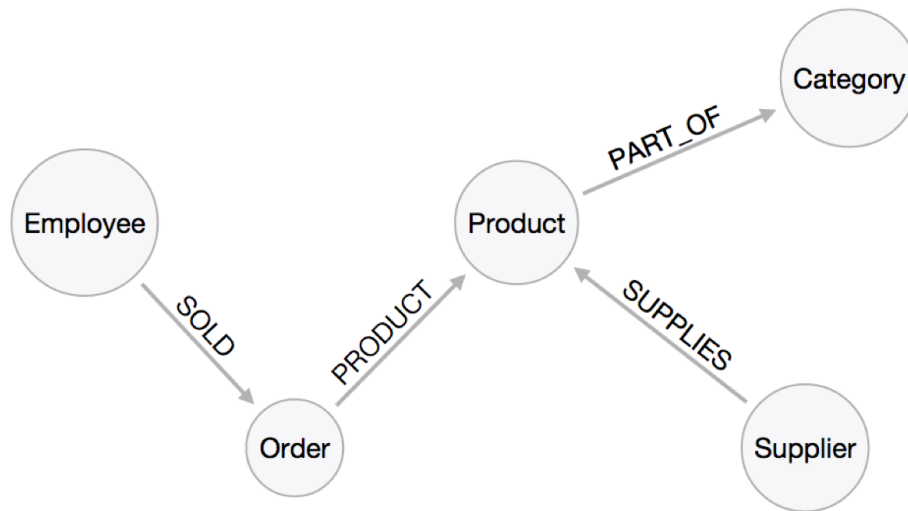 Category
PART_OF
Employee
Product
SOLD
PRODUCT
SUPPLIES
Order
Supplier